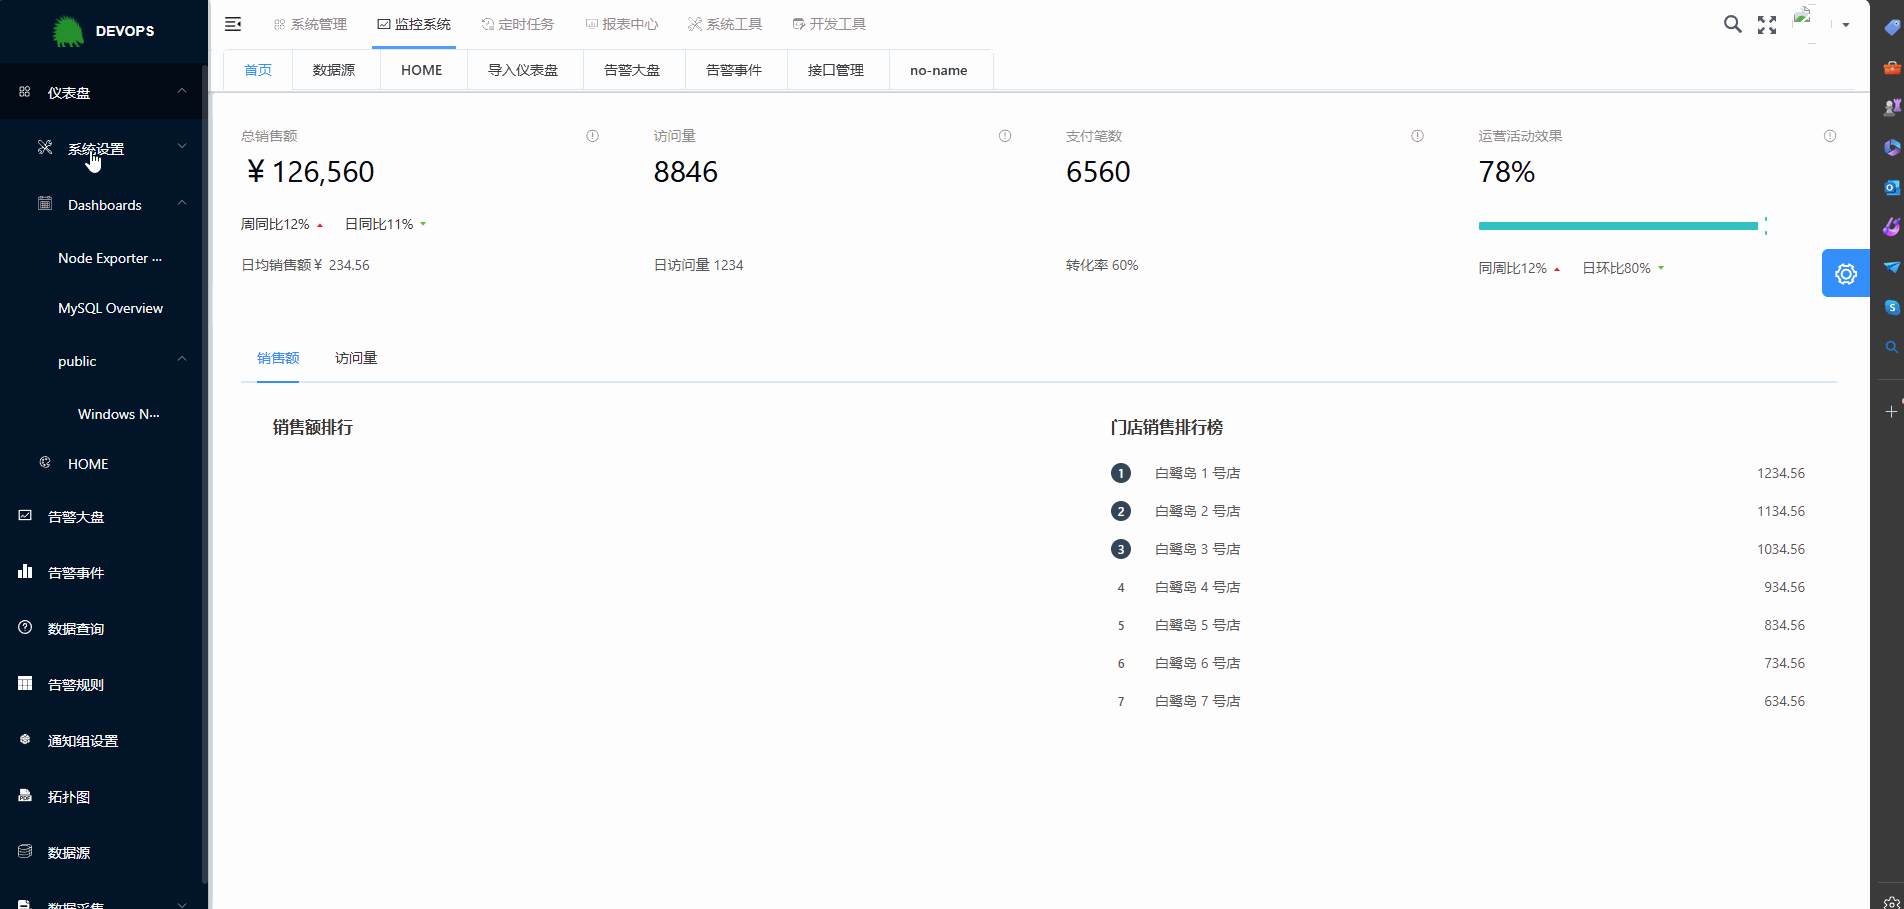 DEVOPS
系统管理 监控系统 定时任务 报表中心 系统工具 开发工具
首页 数据源 HOME 导入仪表盘 告警大盘 告警事件 接口管理 no-name
仪表盘
系统设置
Dashboards
Node Exporter ···
MySQL Overview
public
Windows N···
HOME
告警大盘
告警事件
数据查询
告警规则
通知组设置
拓扑图
数据源
数据采集
总销售额
¥ 126,560
周同比12% 日同比11%
日均销售额¥ 234.56
访问量
8846
日访问量 1234
支付笔数
6560
转化率 60%
运营活动效果
78%
同周比12% 日环比80%
销售额 访问量
销售额排行
门店销售排行榜
1 白鹭岛 1 号店 1234.56
2 白鹭岛 2 号店 1134.56
3 白鹭岛 3 号店 1034.56
4 白鹭岛 4 号店 934.56
5 白鹭岛 5 号店 834.56
6 白鹭岛 6 号店 734.56
7 白鹭岛 7 号店 634.56